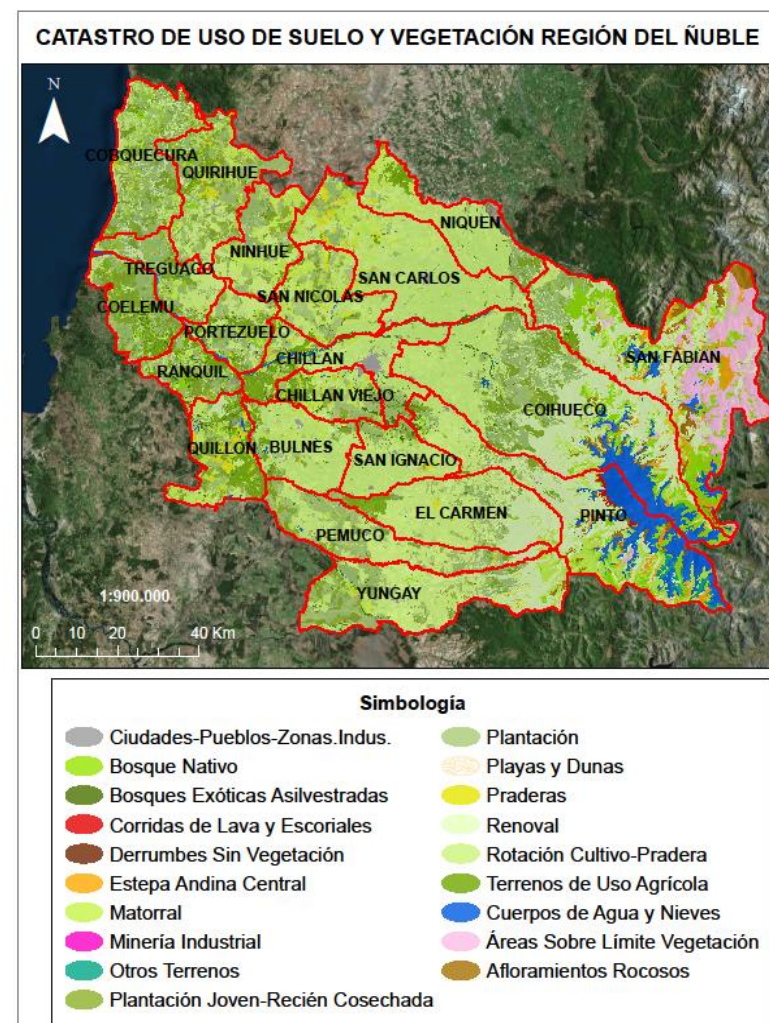 CATASTRO DE USO DE SUELO Y VEGETACIÓN REGIÓN DEL ÑUBLE
N
COBQUECURA
QUIRIHUE
NIQUEN
NINHUE
TREGUACO
SAN CARLOS
SAN NICOLAS
COELEMU
PORTEZUELO
SAN FABIAN
CHILLAN
RANQUIL
CHILLAN VIEJO
COIHUECO
QUILLON
BULNES
SAN IGNACIO
EL CARMEN
PINTO
PEMUCO
YUNGAY
1:900.000
0 10 20 40 Km
Simbología
Ciudades-Pueblos-Zonas.Indus.
Bosque Nativo
Bosques Exóticas Asilvestradas
Corridas de Lava y Escoriales
Derrumbes Sin Vegetación
Estepa Andina Central
Matorral
Minería Industrial
Otros Terrenos
Plantación Joven-Recién Cosechada
Plantación
Playas y Dunas
Praderas
Renoval
Rotación Cultivo-Pradera
Terrenos de Uso Agrícola
Cuerpos de Agua y Nieves
Áreas Sobre Límite Vegetación
Afloramientos Rocosos